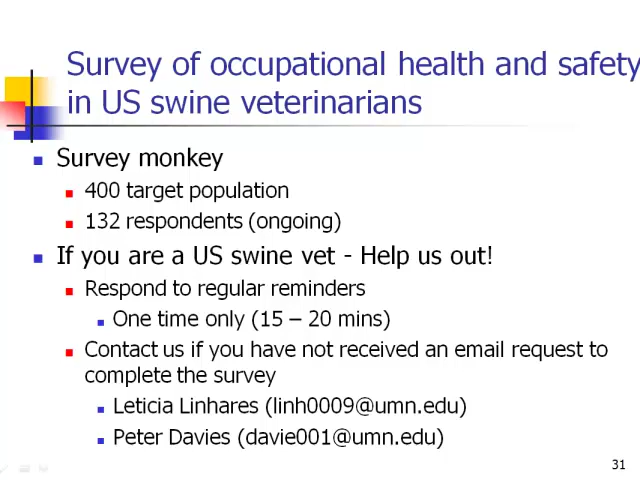 Survey of occupational health and safety
in US swine veterinarians
Survey monkey
400 target population
132 respondents (ongoing)
If you are a US swine vet - Help us out!
Respond to regular reminders
One time only (15 – 20 mins)
Contact us if you have not received an email request to
complete the survey
Leticia Linhares (linh0009@umn.edu)
Peter Davies (davie001@umn.edu)
31